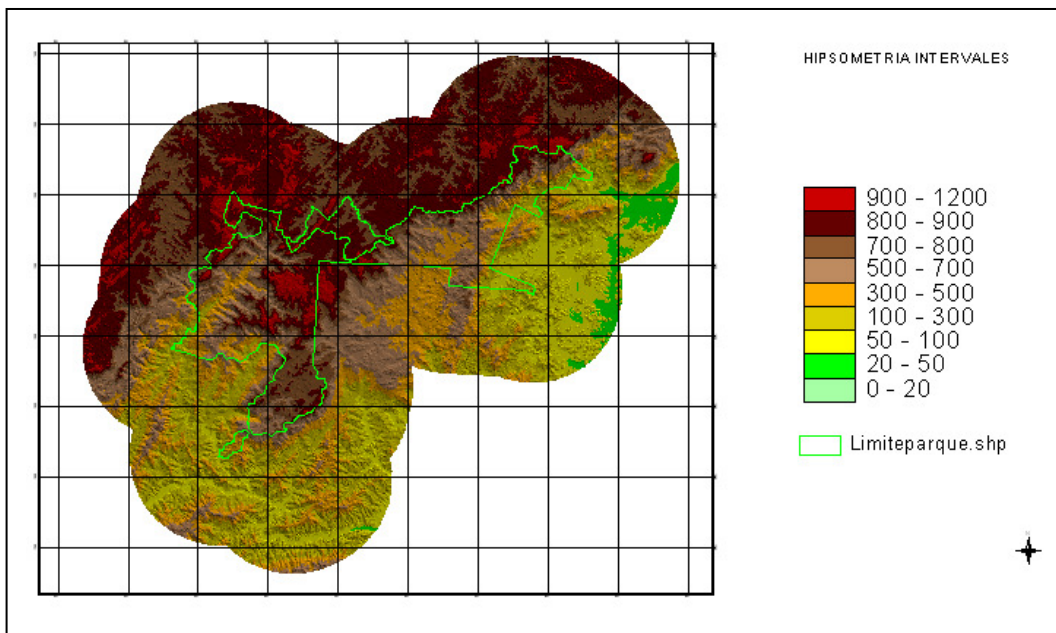 HIPSOMETRIA INTERVALES
900 - 1200
800 - 900
700 - 800
500 - 700
300 - 500
100 - 300
50 - 100
20 - 50
0 - 20
Limiteparque.shp